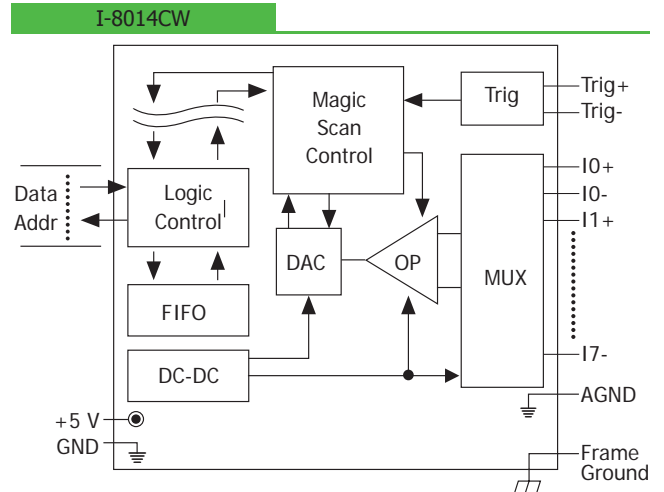 I-8014CW
Magic
Scan
Control
Trig
Trig+
Trig-
Data
Addr
Logic
Control
I0+
I0-
I1+
DAC
OP
MUX
FIFO
DC-DC
I7-
AGND
+5 V
GND
Frame
Ground